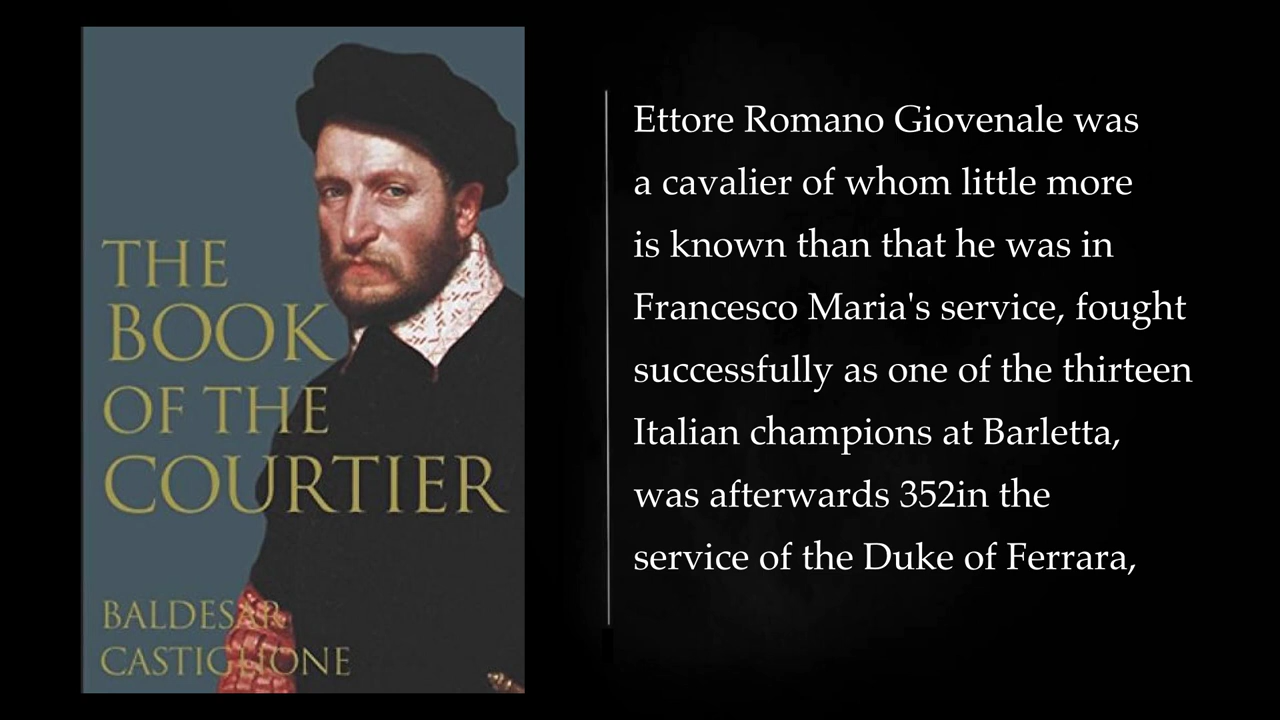 THE
BOOK
OF THE
COURTIER
BALDESAR
CASTIGLIONE
Ettore Romano Giovenale was
a cavalier of whom little more
is known than that he was in
Francesco Maria's service, fought
successfully as one of the thirteen
Italian champions at Barletta,
was afterwards 352in the
service of the Duke of Ferrara,